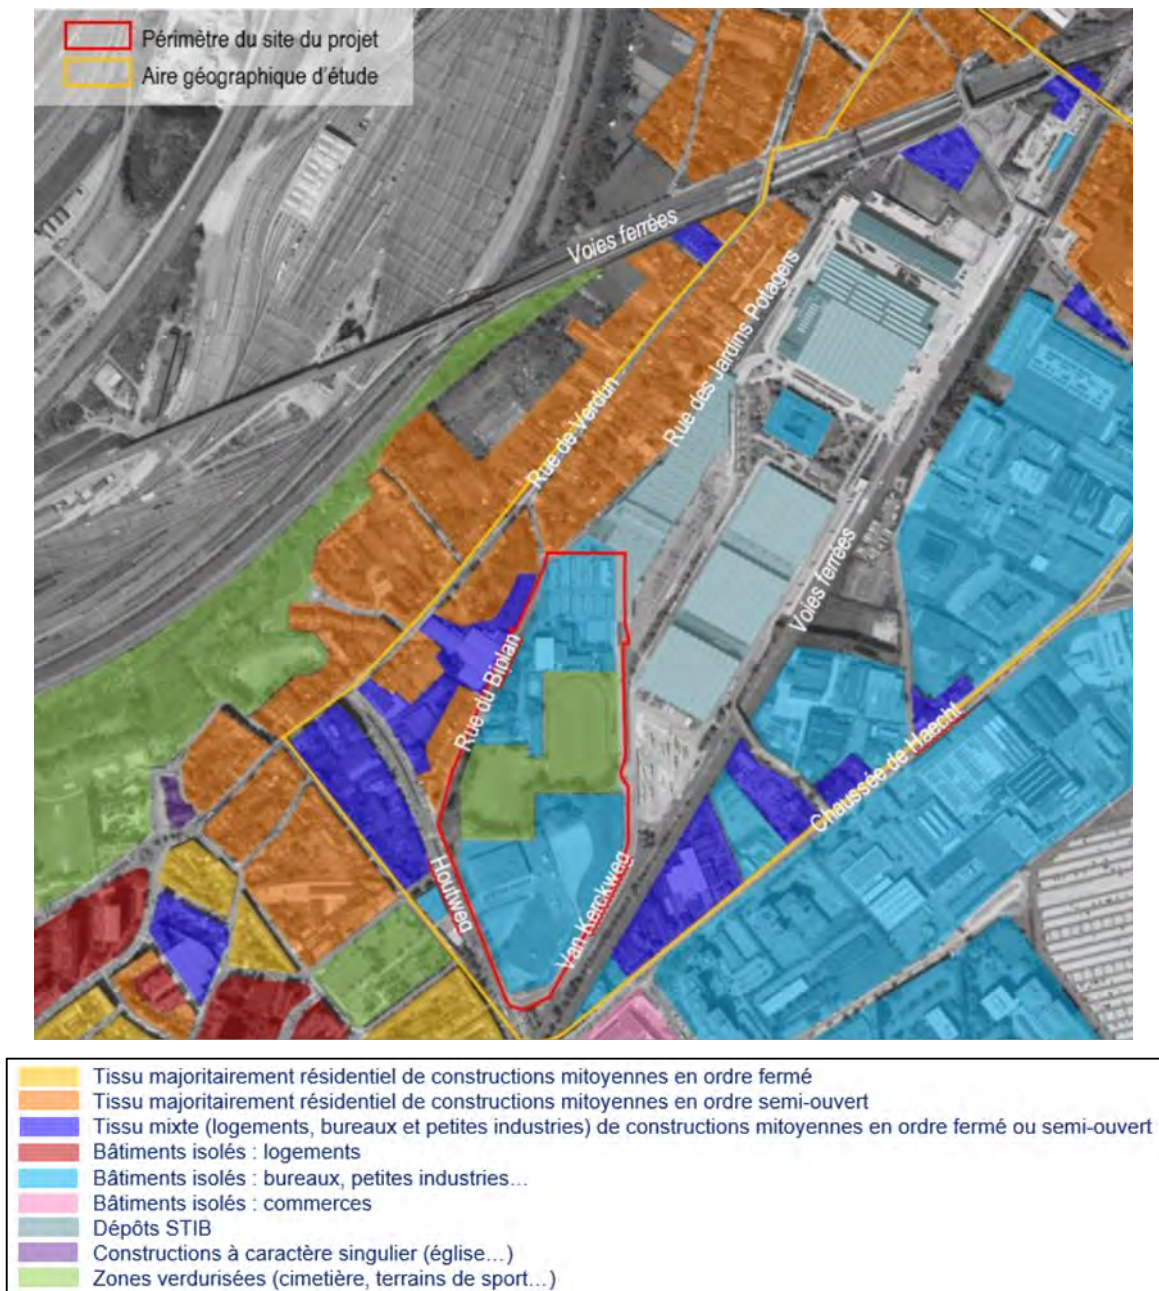 Périmètre du site du projet
Aire géographique d'étude
Voies ferrées
Rue des Jardins Potagers
Rue de Verdun
Voies ferrées
Rue du Biplan
Chaussée de Haecht
Houtweg
Van Kerckweg
Tissu majoritairement résidentiel de constructions mitoyennes en ordre fermé
Tissu majoritairement résidentiel de constructions mitoyennes en ordre semi-ouvert
Tissu mixte (logements, bureaux et petites industries) de constructions mitoyennes en ordre fermé ou semi-ouvert
Bâtiments isolés : logements
Bâtiments isolés : bureaux, petites industries…
Bâtiments isolés : commerces
Dépôts STIB
Constructions à caractère singulier (église…)
Zones verdurisées (cimetière, terrains de sport…)